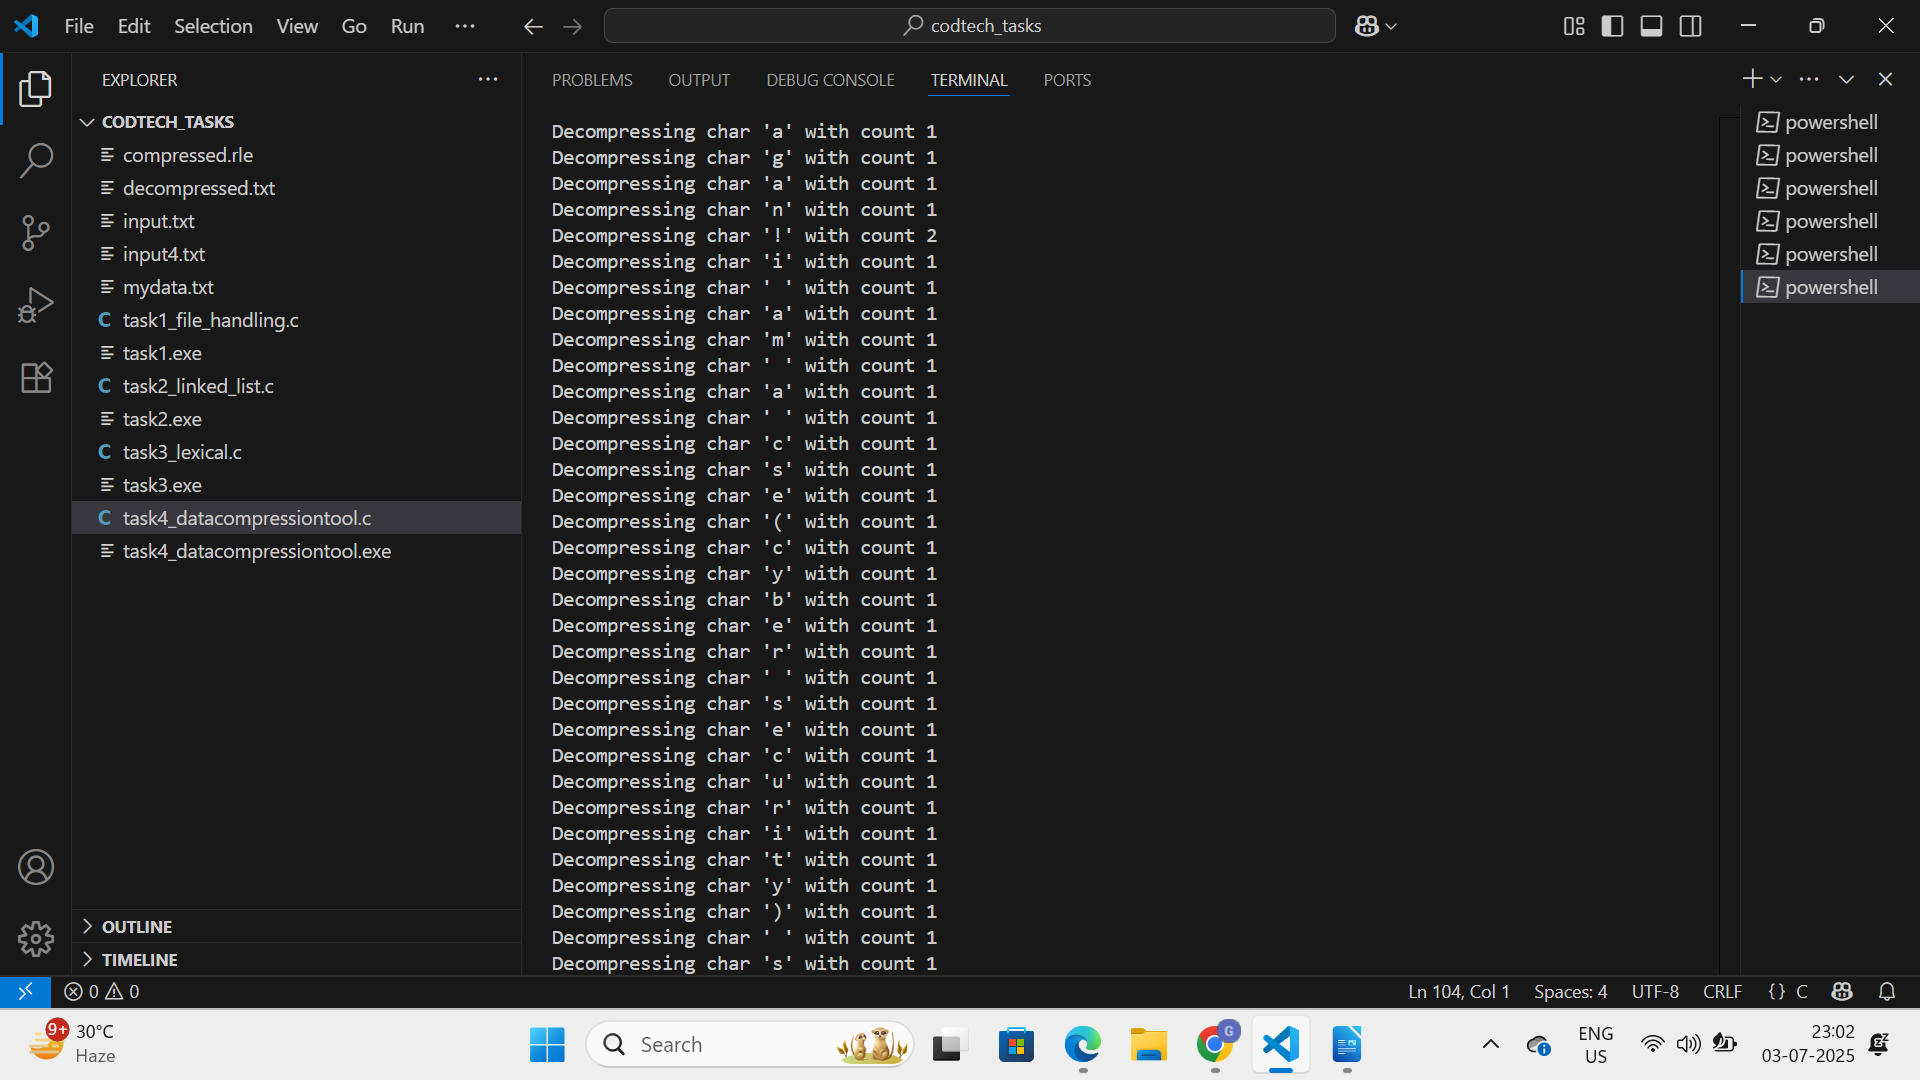 File Edit Selection View Go Run ...
codtech_tasks
EXPLORER
CODTECH_TASKS
compressed.rle
decompressed.txt
input.txt
input4.txt
mydata.txt
C task1_file_handling.c
task1.exe
C task2_linked_list.c
task2.exe
C task3_lexical.c
task3.exe
C task4_datacompressiontool.c
task4_datacompressiontool.exe
OUTLINE
TIMELINE
PROBLEMS OUTPUT DEBUG CONSOLE TERMINAL PORTS
Decompressing char 'a' with count 1
Decompressing char 'g' with count 1
Decompressing char 'a' with count 1
Decompressing char 'n' with count 1
Decompressing char '!' with count 2
Decompressing char 'i' with count 1
Decompressing char ' ' with count 1
Decompressing char 'a' with count 1
Decompressing char 'm' with count 1
Decompressing char ' ' with count 1
Decompressing char 'a' with count 1
Decompressing char ' ' with count 1
Decompressing char 'c' with count 1
Decompressing char 's' with count 1
Decompressing char 'e' with count 1
Decompressing char '(' with count 1
Decompressing char 'c' with count 1
Decompressing char 'y' with count 1
Decompressing char 'b' with count 1
Decompressing char 'e' with count 1
Decompressing char 'r' with count 1
Decompressing char ' ' with count 1
Decompressing char 's' with count 1
Decompressing char 'e' with count 1
Decompressing char 'c' with count 1
Decompressing char 'u' with count 1
Decompressing char 'r' with count 1
Decompressing char 'i' with count 1
Decompressing char 't' with count 1
Decompressing char 'y' with count 1
Decompressing char ')' with count 1
Decompressing char ' ' with count 1
Decompressing char 's' with count 1
powershell
powershell
powershell
powershell
powershell
powershell
0 0
Ln 104, Col 1 Spaces: 4 UTF-8 CRLF {} C
9+
30°C
Haze
Search
G
ENG
US
23:02
03-07-2025